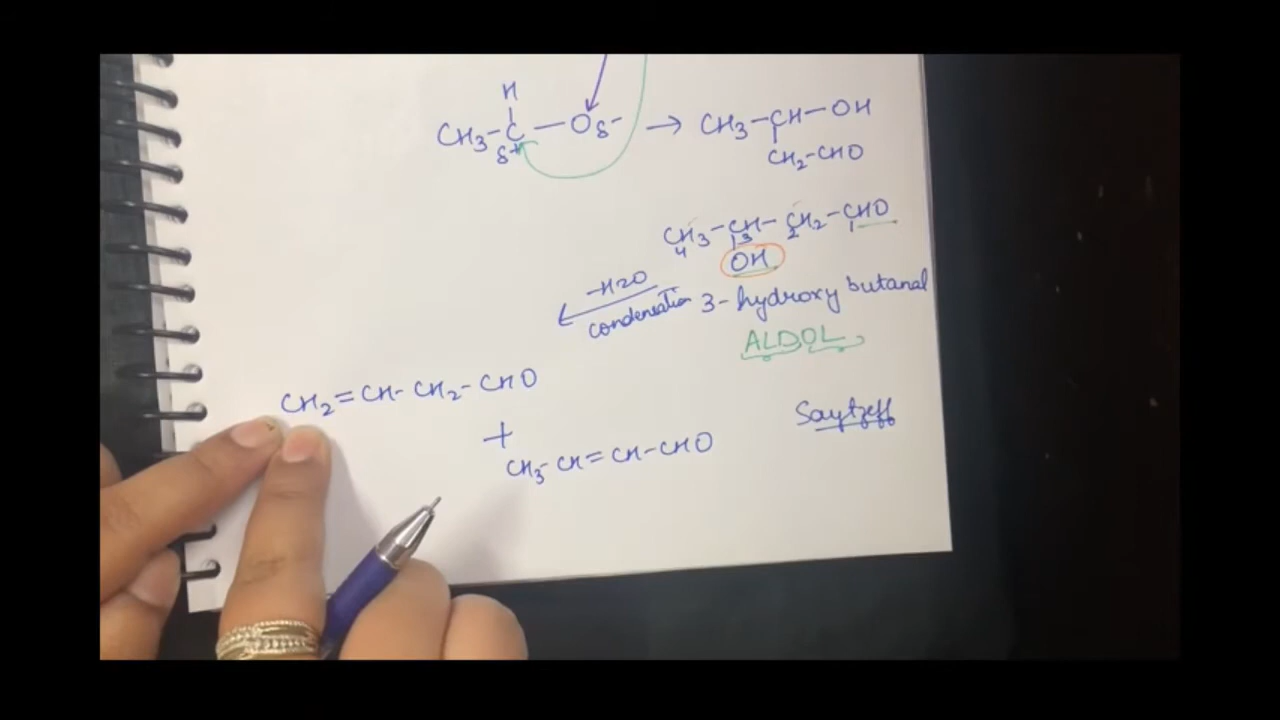 H
CH3-C-Oδ- → CH3-CH-OH
δ+
CH2-CHO
CH3-CH-CH2-CHO
4 3 2 1
OH
-H2O
condensation 3-hydroxy butanal
ALDOL
CH2=CH-CH2-CHO
+
CH3-CH=CH-CHO
Saytzeff